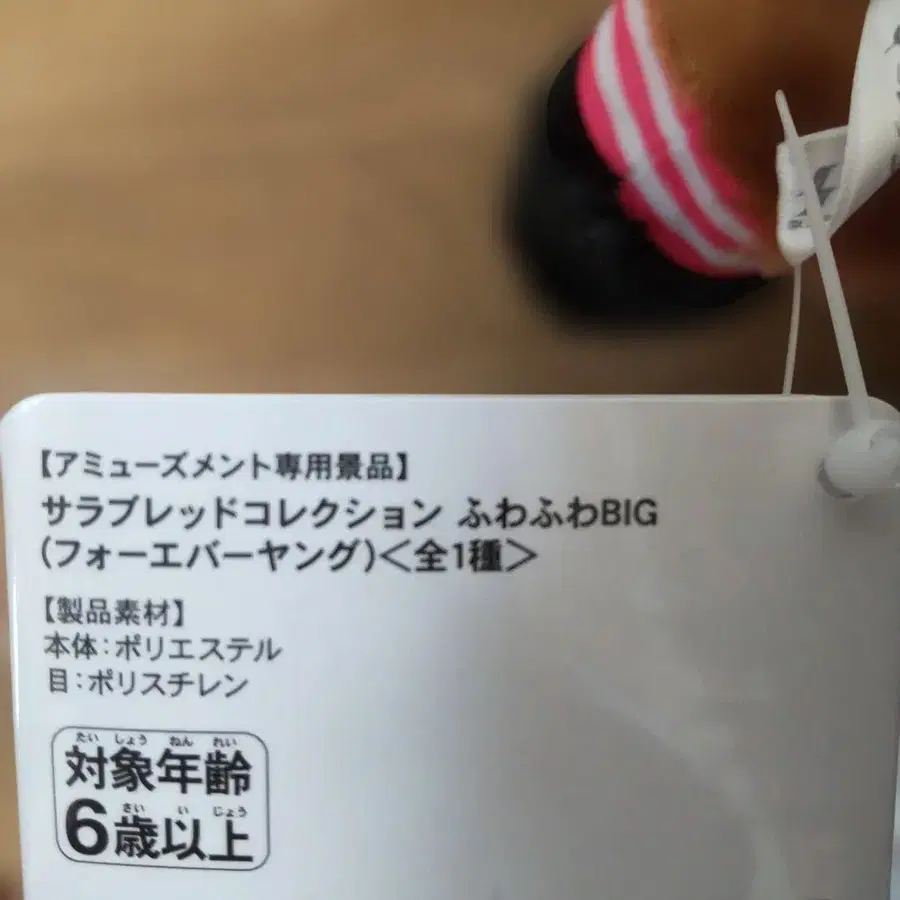 【アミューズメント専用景品】
サラブレッドコレクション ふわふわBIG
(フォーエバーヤング)<全1種>
【製品素材】
本体:ポリエステル
目:ポリスチレン
たいしょうねんれい
対象年齢
さいいじょう
6歳以上